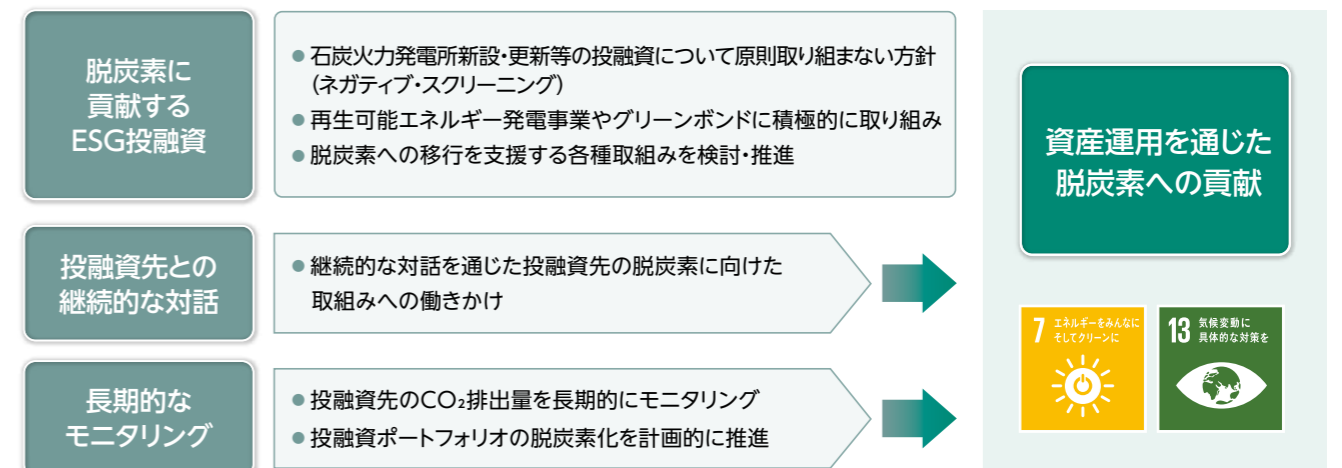 脱炭素に
貢献する
ESG投融資
●石炭火力発電所新設・更新等の投融資について原則取り組まない方針
(ネガティブ・スクリーニング)
●再生可能エネルギー発電事業やグリーンボンドに積極的に取り組み
●脱炭素への移行を支援する各種取組みを検討・推進
投融資先との
継続的な対話
●継続的な対話を通じた投融資先の脱炭素に向けた
取組みへの働きかけ
長期的な
モニタリング
●投融資先のCO₂排出量を長期的にモニタリング
●投融資ポートフォリオの脱炭素化を計画的に推進
資産運用を通じた
脱炭素への貢献
7 エネルギーをみんなに
そしてクリーンに
13 気候変動に
具体的な対策を